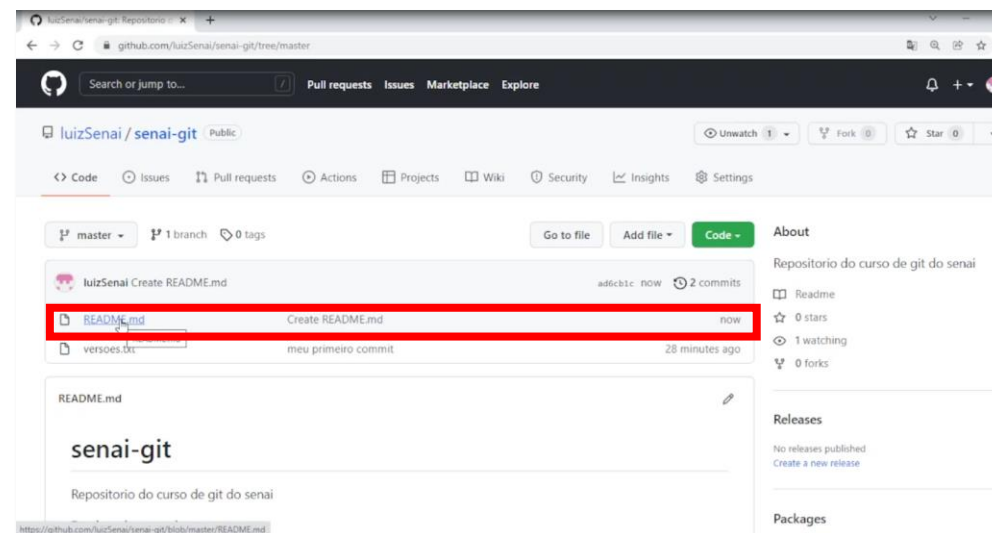 luizSenai/senai-git: Repositorio
github.com/luizSenai/senai-git/tree/master
Search or jump to... / Pull requests Issues Marketplace Explore
luizSenai / senai-git Public Unwatch 1 Fork 0 Star 0
Code Issues Pull requests Actions Projects Wiki Security Insights Settings
master 1 branch 0 tags Go to file Add file Code
About
Repositorio do curso de git do senai
luizSenai Create README.md ad6cb1c now 2 commits
Readme
README.md Create README.md now
0 stars
versoes.txt meu primeiro commit 28 minutes ago
1 watching
0 forks
README.md
Releases
senai-git
No releases published
Create a new release
Repositorio do curso de git do senai
Packages
https://github.com/luizSenai/senai-git/blob/master/README.md